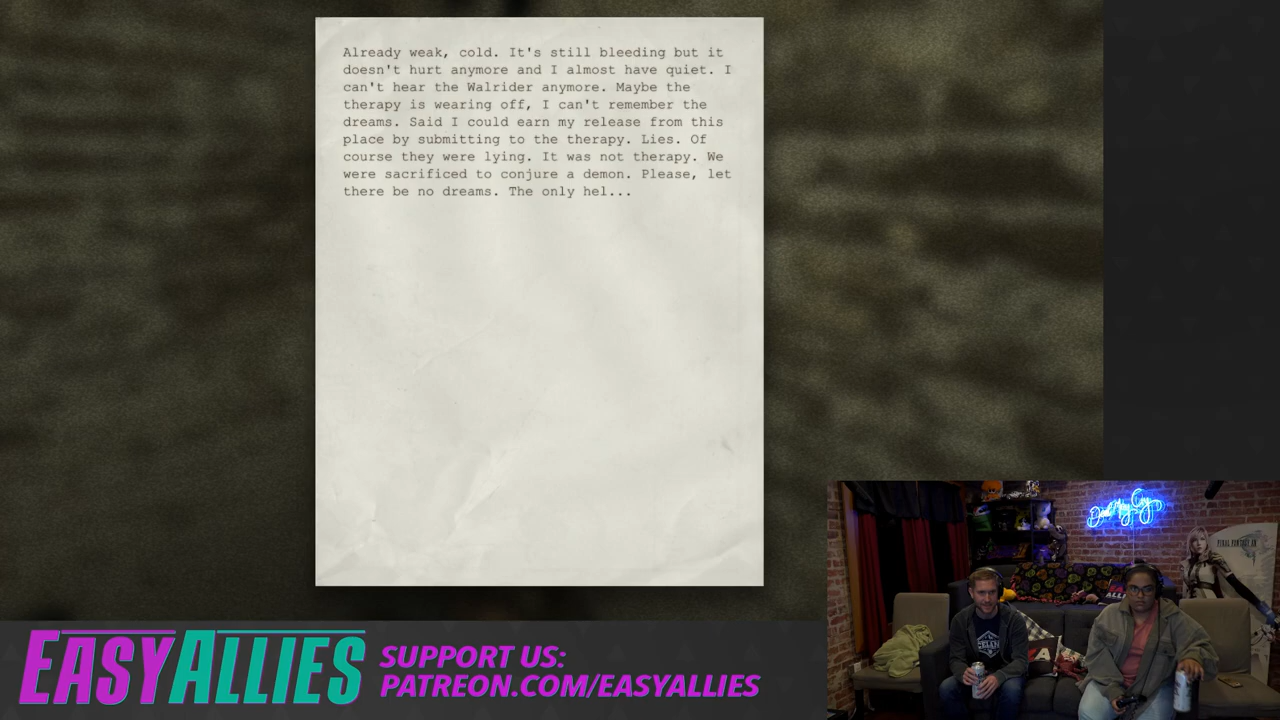 Already weak, cold. It's still bleeding but it
doesn't hurt anymore and I almost have quiet. I
can't hear the Walrider anymore. Maybe the
therapy is wearing off, I can't remember the
dreams. Said I could earn my release from this
place by submitting to the therapy. Lies. Of
course they were lying. It was not therapy. We
were sacrificed to conjure a demon. Please, let
there be no dreams. The only hel...
Devil May Cry
EASYALLIES
SUPPORT US:
PATREON.COM/EASYALLIES